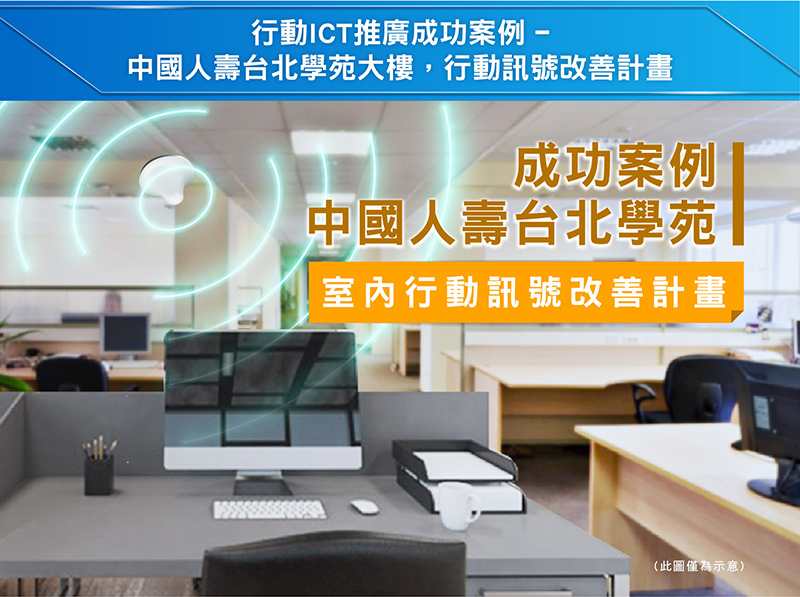 行動ICT推廣成功案例 –
中國人壽台北學苑大樓，行動訊號改善計畫
成功案例
中國人壽台北學苑
室內行動訊號改善計畫
（此圖僅為示意）